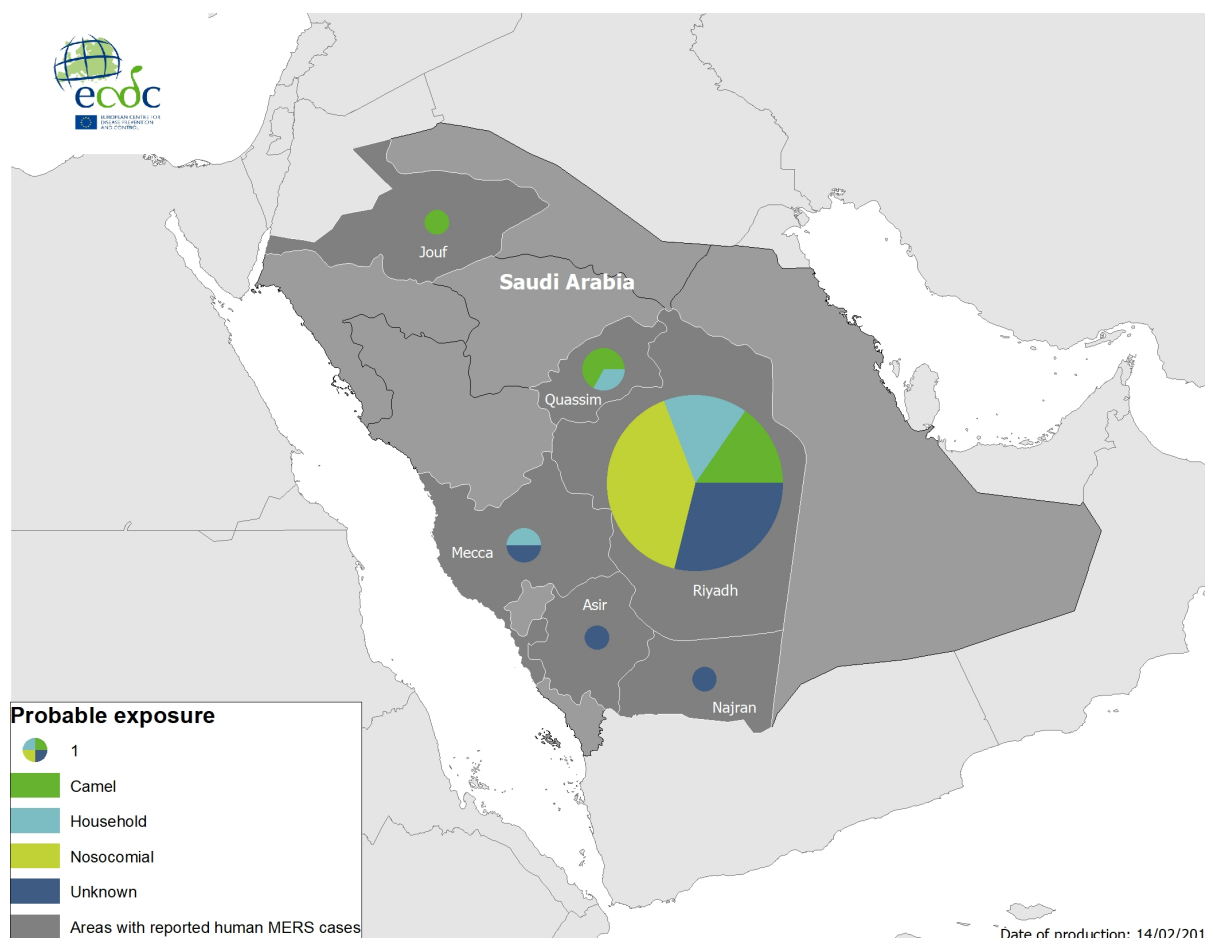 ecdc
EUROPEAN CENTRE FOR
DISEASE PREVENTION
AND CONTROL
Jouf
Saudi Arabia
Quassim
Mecca
Riyadh
Asir
Najran
Probable exposure
1
Camel
Household
Nosocomial
Unknown
Areas with reported human MERS cases
Date of production: 14/02/201